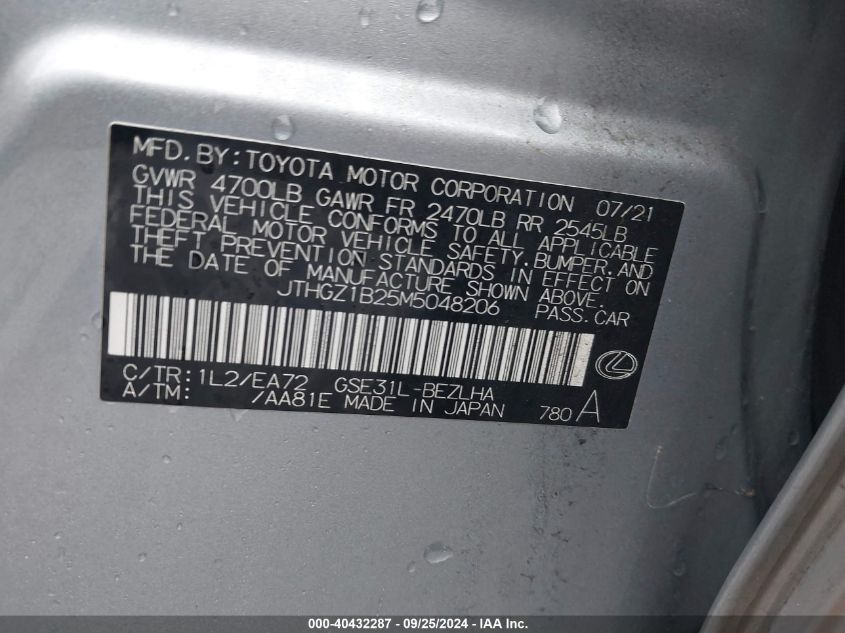 MFD. BY: TOYOTA MOTOR CORPORATION 07/21
GVWR 4700LB GAWR FR 2470LB RR 2545LB
THIS VEHICLE CONFORMS TO ALL APPLICABLE
FEDERAL MOTOR VEHICLE SAFETY, BUMPER, AND
THEFT PREVENTION STANDARDS IN EFFECT ON
THE DATE OF MANUFACTURE SHOWN ABOVE.
JTHGZ1B25M5048206 PASS. CAR
C/TR: 1L2/EA72 GSE31L-BEZLHA
A/TM: /AA81E MADE IN JAPAN 780 A
000-40432287 - 09/25/2024 - IAA Inc.